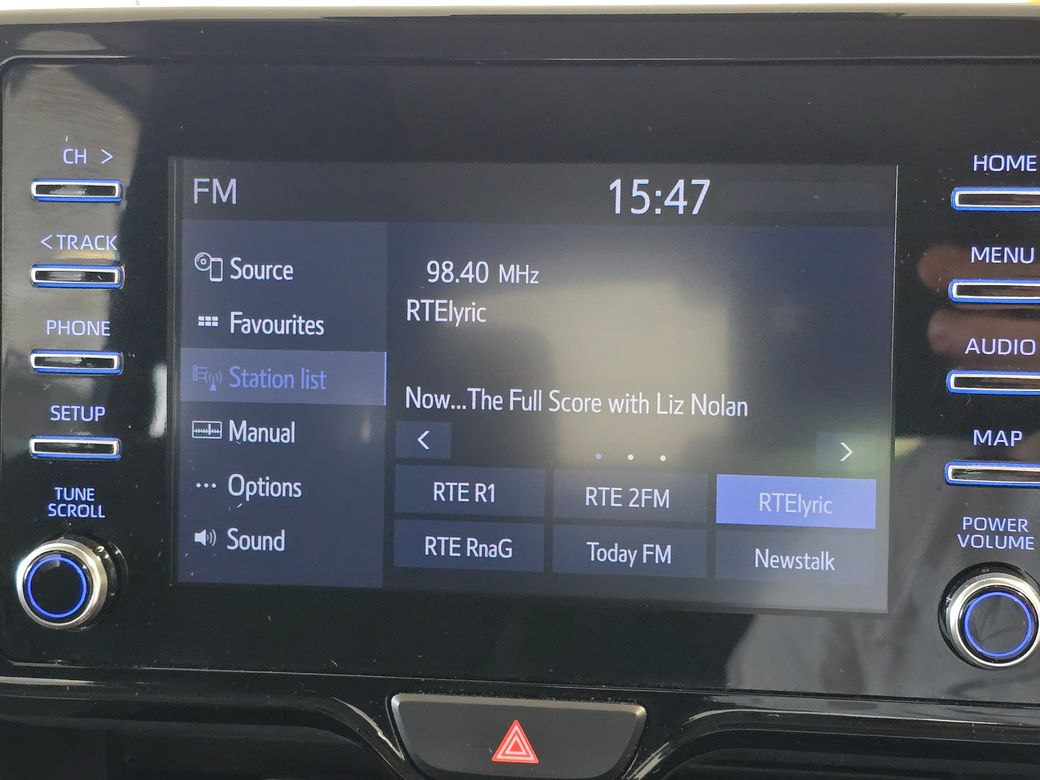 CH >
< TRACK
PHONE
SETUP
TUNE
SCROLL
FM
15:47
Source
Favourites
Station list
Manual
Options
Sound
98.40 MHz
RTElyric
Now...The Full Score with Liz Nolan
<
>
RTE R1
RTE 2FM
RTElyric
RTE RnaG
Today FM
Newstalk
HOME
MENU
AUDIO
MAP
POWER
VOLUME